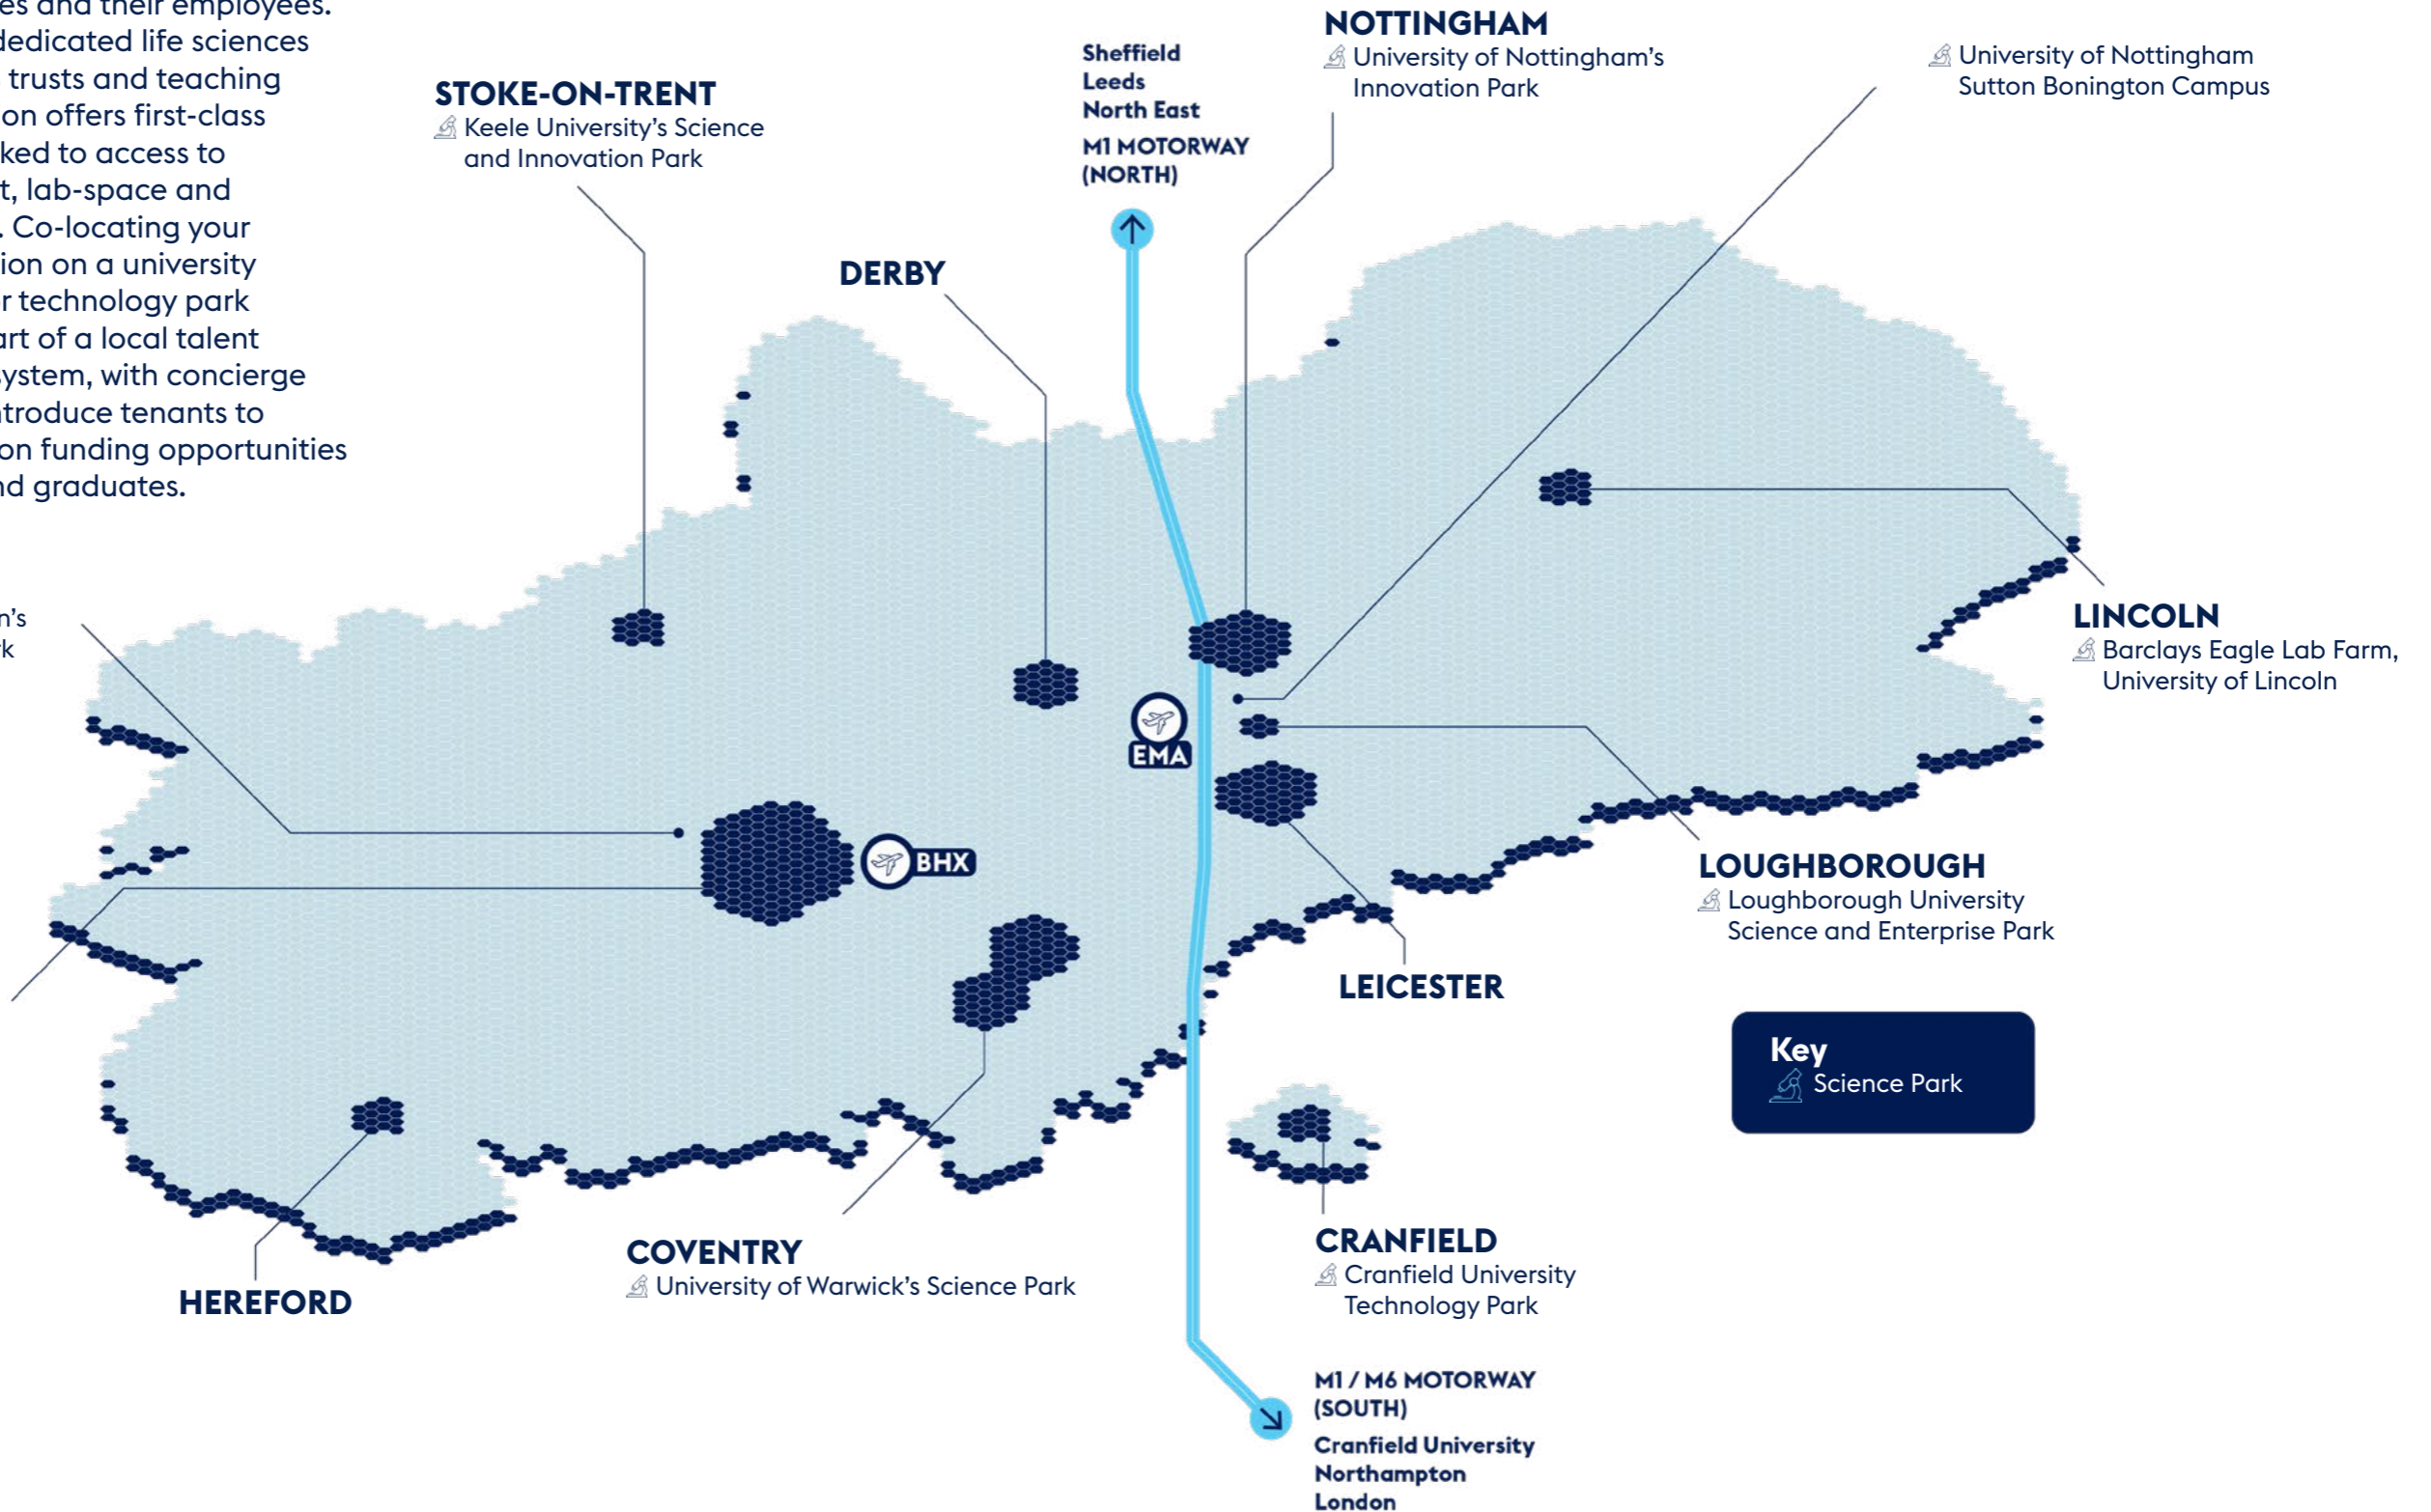 es and their employees.
dedicated life sciences
trusts and teaching
on offers first-class
ked to access to
t, lab-space and
. Co-locating your
ion on a university
r technology park
art of a local talent
system, with concierge
ntroduce tenants to
on funding opportunities
nd graduates.
STOKE-ON-TRENT
Keele University's Science
and Innovation Park
DERBY
Sheffield
Leeds
North East
M1 MOTORWAY
(NORTH)
NOTTINGHAM
University of Nottingham's
Innovation Park
University of Nottingham
Sutton Bonington Campus
n's
k
LINCOLN
Barclays Eagle Lab Farm,
University of Lincoln
EMA
BHX
LOUGHBOROUGH
Loughborough University
Science and Enterprise Park
LEICESTER
Key
Science Park
HEREFORD
COVENTRY
University of Warwick's Science Park
CRANFIELD
Cranfield University
Technology Park
M1 / M6 MOTORWAY
(SOUTH)
Cranfield University
Northampton
London